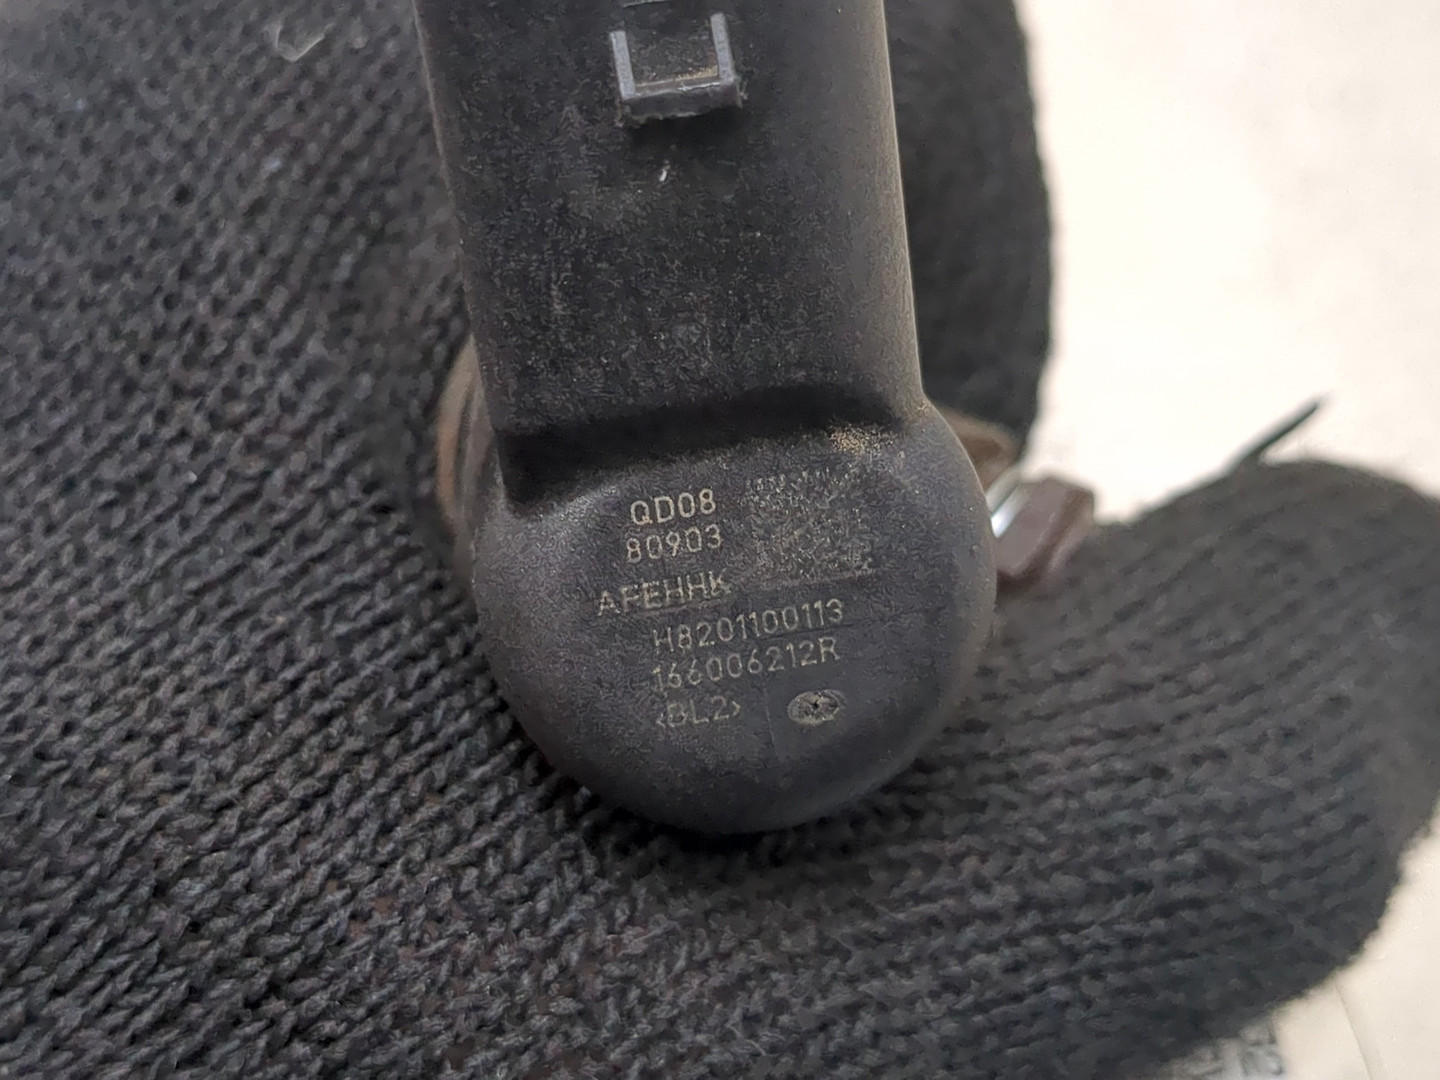 QD08
80903
AFEHHK
H8201100113
166006212R
‹BL2›